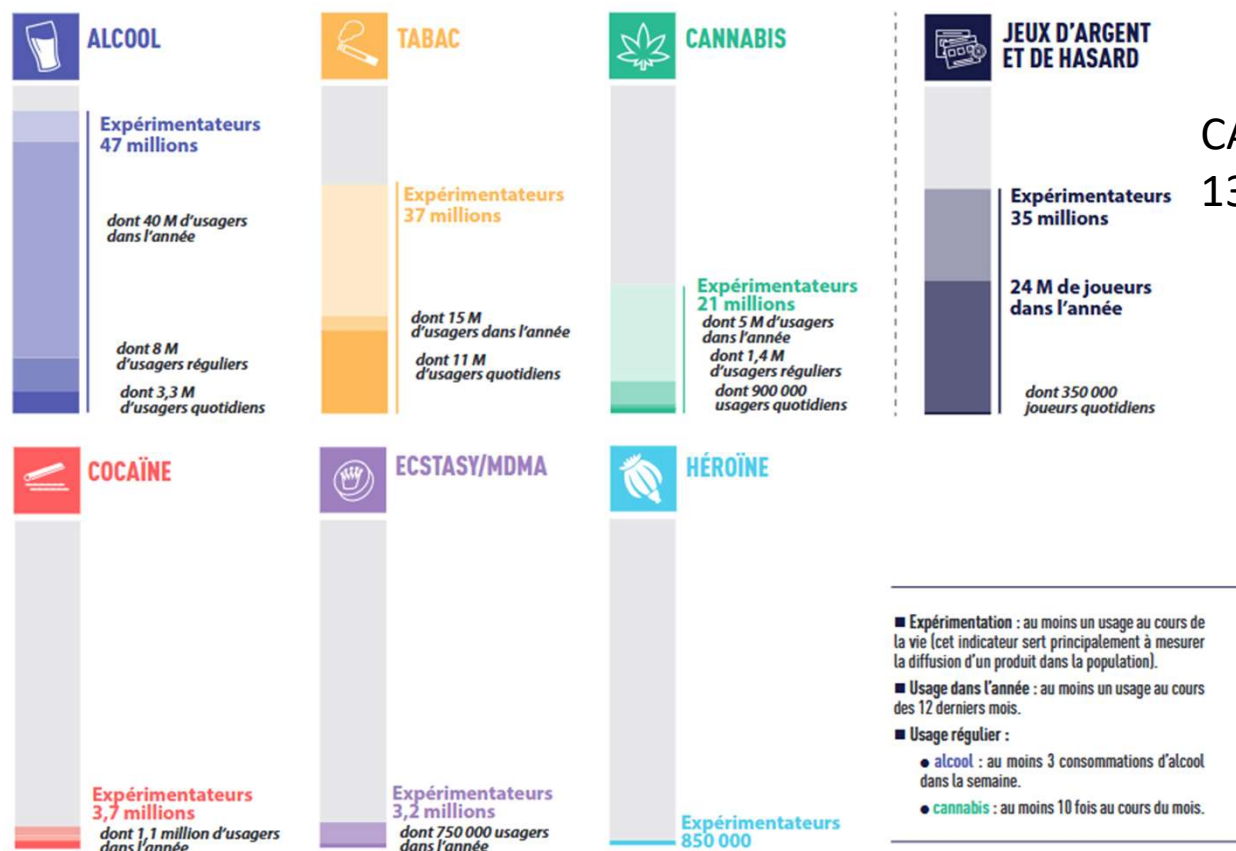 ALCOOL
Expérimentateurs
47 millions
dont 40 M d'usagers
dans l'année
dont 8 M
d'usagers réguliers
dont 3,3 M
d'usagers quotidiens
TABAC
Expérimentateurs
37 millions
dont 15 M
d'usagers dans l'année
dont 11 M
d'usagers quotidiens
CANNABIS
Expérimentateurs
21 millions
dont 5 M d'usagers
dans l'année
dont 1,4 M
d'usagers réguliers
dont 900 000
usagers quotidiens
JEUX D'ARGENT
ET DE HASARD
Expérimentateurs
35 millions
24 M de joueurs
dans l'année
dont 350 000
joueurs quotidiens
CA
13
COCAÏNE
Expérimentateurs
3,7 millions
dont 1,1 million d'usagers
dans l'année
ECSTASY/MDMA
Expérimentateurs
3,2 millions
dont 750 000 usagers
dans l'année
HÉROÏNE
Expérimentateurs
850 000
■ Expérimentation : au moins un usage au cours de
la vie (cet indicateur sert principalement à mesurer
la diffusion d'un produit dans la population).
■ Usage dans l'année : au moins un usage au cours
des 12 derniers mois.
■ Usage régulier :
● alcool : au moins 3 consommations d'alcool
dans la semaine.
● cannabis : au moins 10 fois au cours du mois.